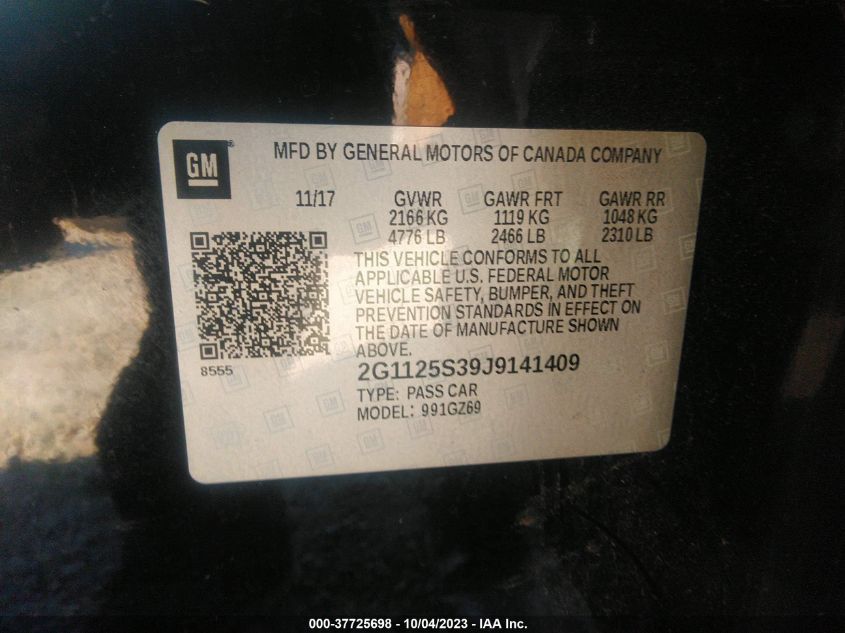 GM
MFD BY GENERAL MOTORS OF CANADA COMPANY
11/17 GVWR GAWR FRT GAWR RR
2166 KG 1119 KG 1048 KG
4776 LB 2466 LB 2310 LB
THIS VEHICLE CONFORMS TO ALL
APPLICABLE U.S. FEDERAL MOTOR
VEHICLE SAFETY, BUMPER, AND THEFT
PREVENTION STANDARDS IN EFFECT ON
THE DATE OF MANUFACTURE SHOWN
ABOVE.
8555
2G1125S39J9141409
TYPE: PASS CAR
MODEL: 991GZ69
000-37725698 - 10/04/2023 - IAA Inc.